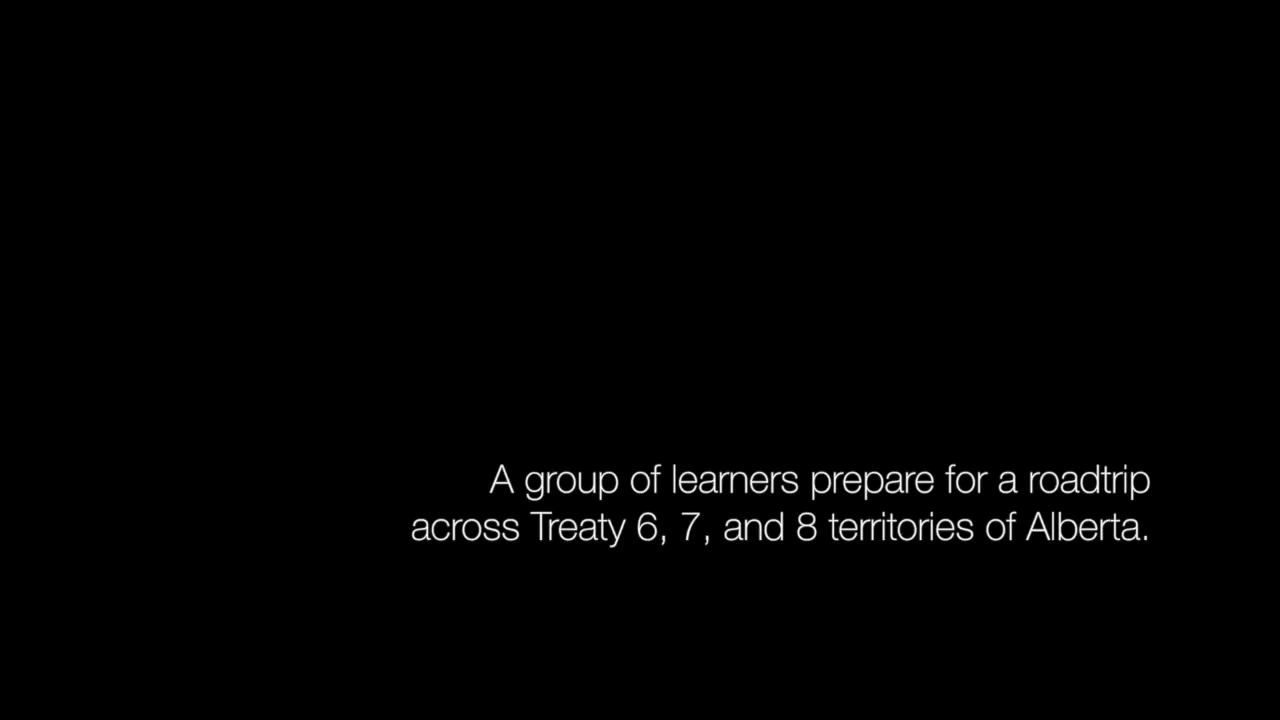 A group of learners prepare for a roadtrip
across Treaty 6, 7, and 8 territories of Alberta.